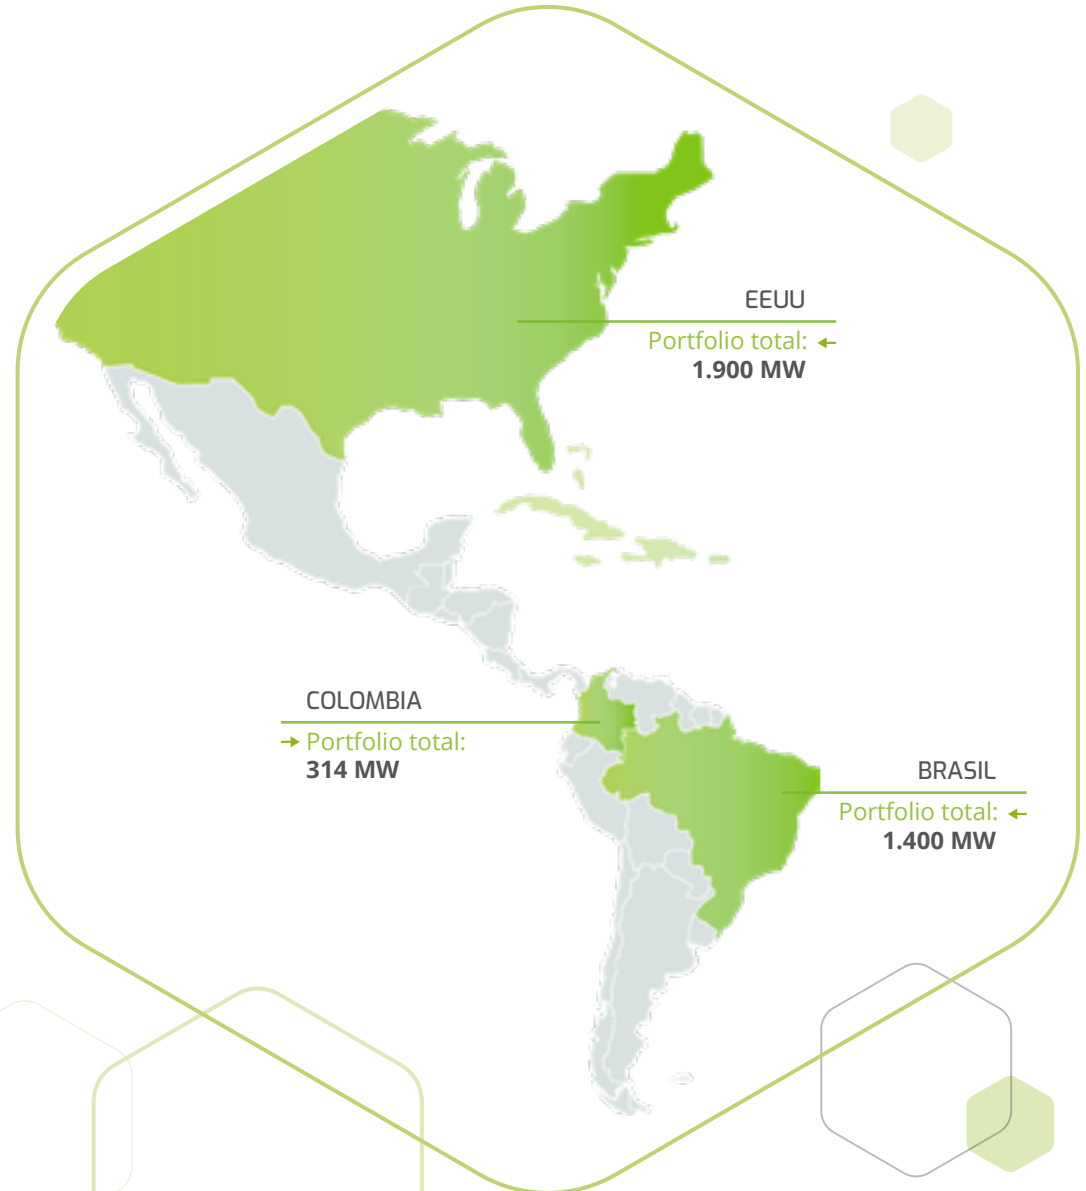 EEUU
Portfolio total:
1.900 MW
COLOMBIA
Portfolio total:
314 MW
BRASIL
Portfolio total:
1.400 MW